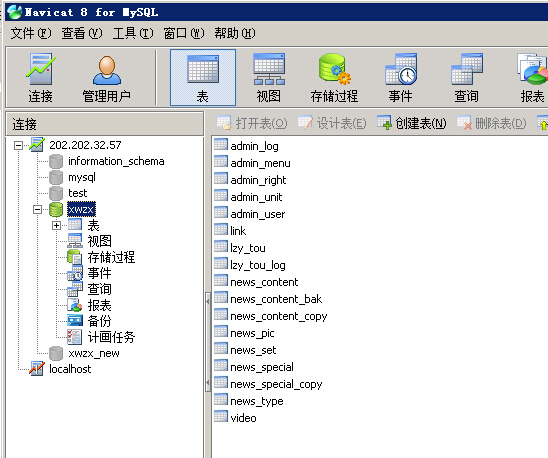 Navicat 8 for MySQL
文件(F) 查看(V) 工具(T) 窗口(W) 帮助(H)
连接 管理用户 表 视图 存储过程 事件 查询 报表
连接
打开表(O) 设计表(E) 创建表(N) 删除表(D)
202.202.32.57
information_schema
mysql
test
xwzx
表
视图
存储过程
事件
查询
报表
备份
计画任务
xwzx_new
localhost
admin_log
admin_menu
admin_right
admin_unit
admin_user
link
lzy_tou
lzy_tou_log
news_content
news_content_bak
news_content_copy
news_pic
news_set
news_special
news_special_copy
news_type
video